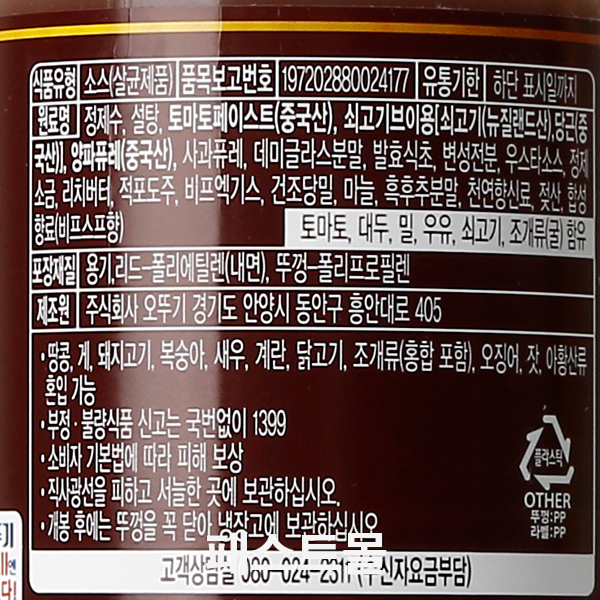 식품유형 소스(살균제품) 품목보고번호 197202880024177 유통기한 하단 표시일까지
원료명 정제수, 설탕, 토마토페이스트(중국산), 쇠고기브이용[쇠고기(뉴질랜드산),당근(중
국산)], 양파퓨레(중국산), 사과퓨레, 데미글라스분말, 발효식초, 변성전분, 우스타소스, 정제
소금, 리치버터, 적포도주, 비프엑기스, 건조당밀, 마늘, 흑후추분말, 천연향신료, 젖산, 합성
향료(비프스프향) 토마토, 대두, 밀, 우유, 쇠고기, 조개류(굴) 함유
포장재질 용기,리드-폴리에틸렌(내면), 뚜껑-폴리프로필렌
제조원 주식회사 오뚜기 경기도 안양시 동안구 흥안대로 405
•땅콩, 게, 돼지고기, 복숭아, 새우, 계란, 닭고기, 조개류(홍합 포함), 오징어, 잣, 아황산류
혼입 가능
•부정·불량식품 신고는 국번없이 1399
•소비자 기본법에 따라 피해 보상
•직사광선을 피하고 서늘한 곳에 보관하십시오.
•개봉 후에는 뚜껑을 꼭 닫아 냉장고에 보관하십시오
플라스틱
OTHER
뚜껑:PP
라벨:PP
패스트몰
고객상담실 080-024-2311 (수신자요금부담)